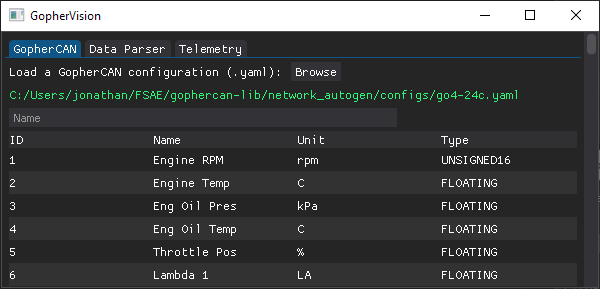 GopherVision
GopherCAN Data Parser Telemetry
Load a GopherCAN configuration (.yaml): Browse
C:/Users/jonathan/FSAE/gophercan-lib/network_autogen/configs/go4-24c.yaml
Name
ID Name Unit Type
1 Engine RPM rpm UNSIGNED16
2 Engine Temp C FLOATING
3 Eng Oil Pres kPa FLOATING
4 Eng Oil Temp C FLOATING
5 Throttle Pos % FLOATING
6 Lambda 1 LA FLOATING